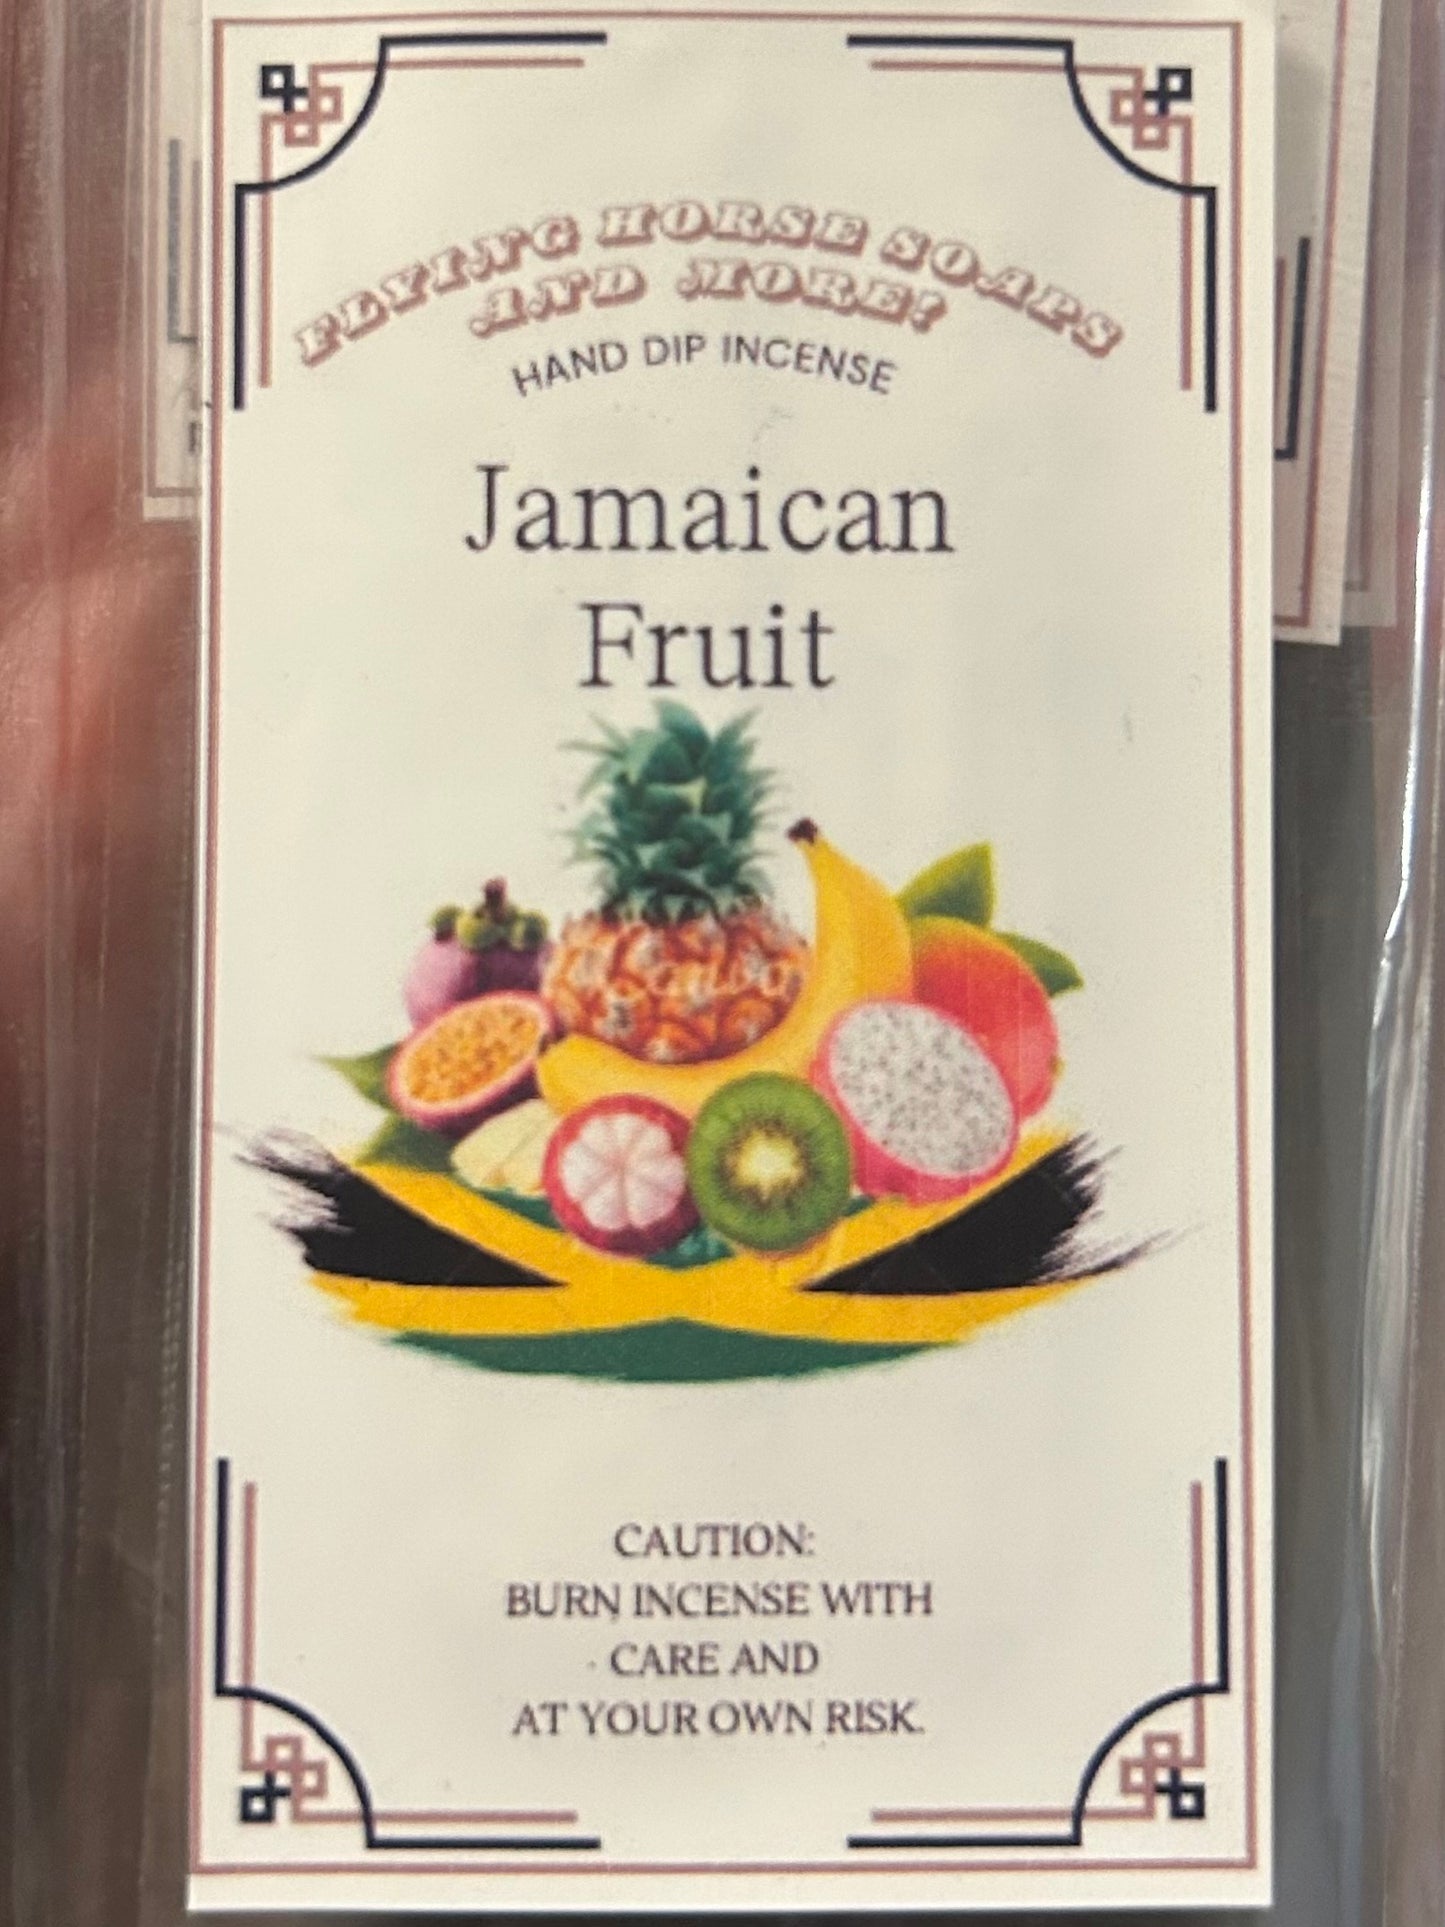 FLYING HORSE SOAPS
AND MORE!
HAND DIP INCENSE
Jamaican
Fruit
Canva
CAUTION:
BURN INCENSE WITH
CARE AND
AT YOUR OWN RISK.